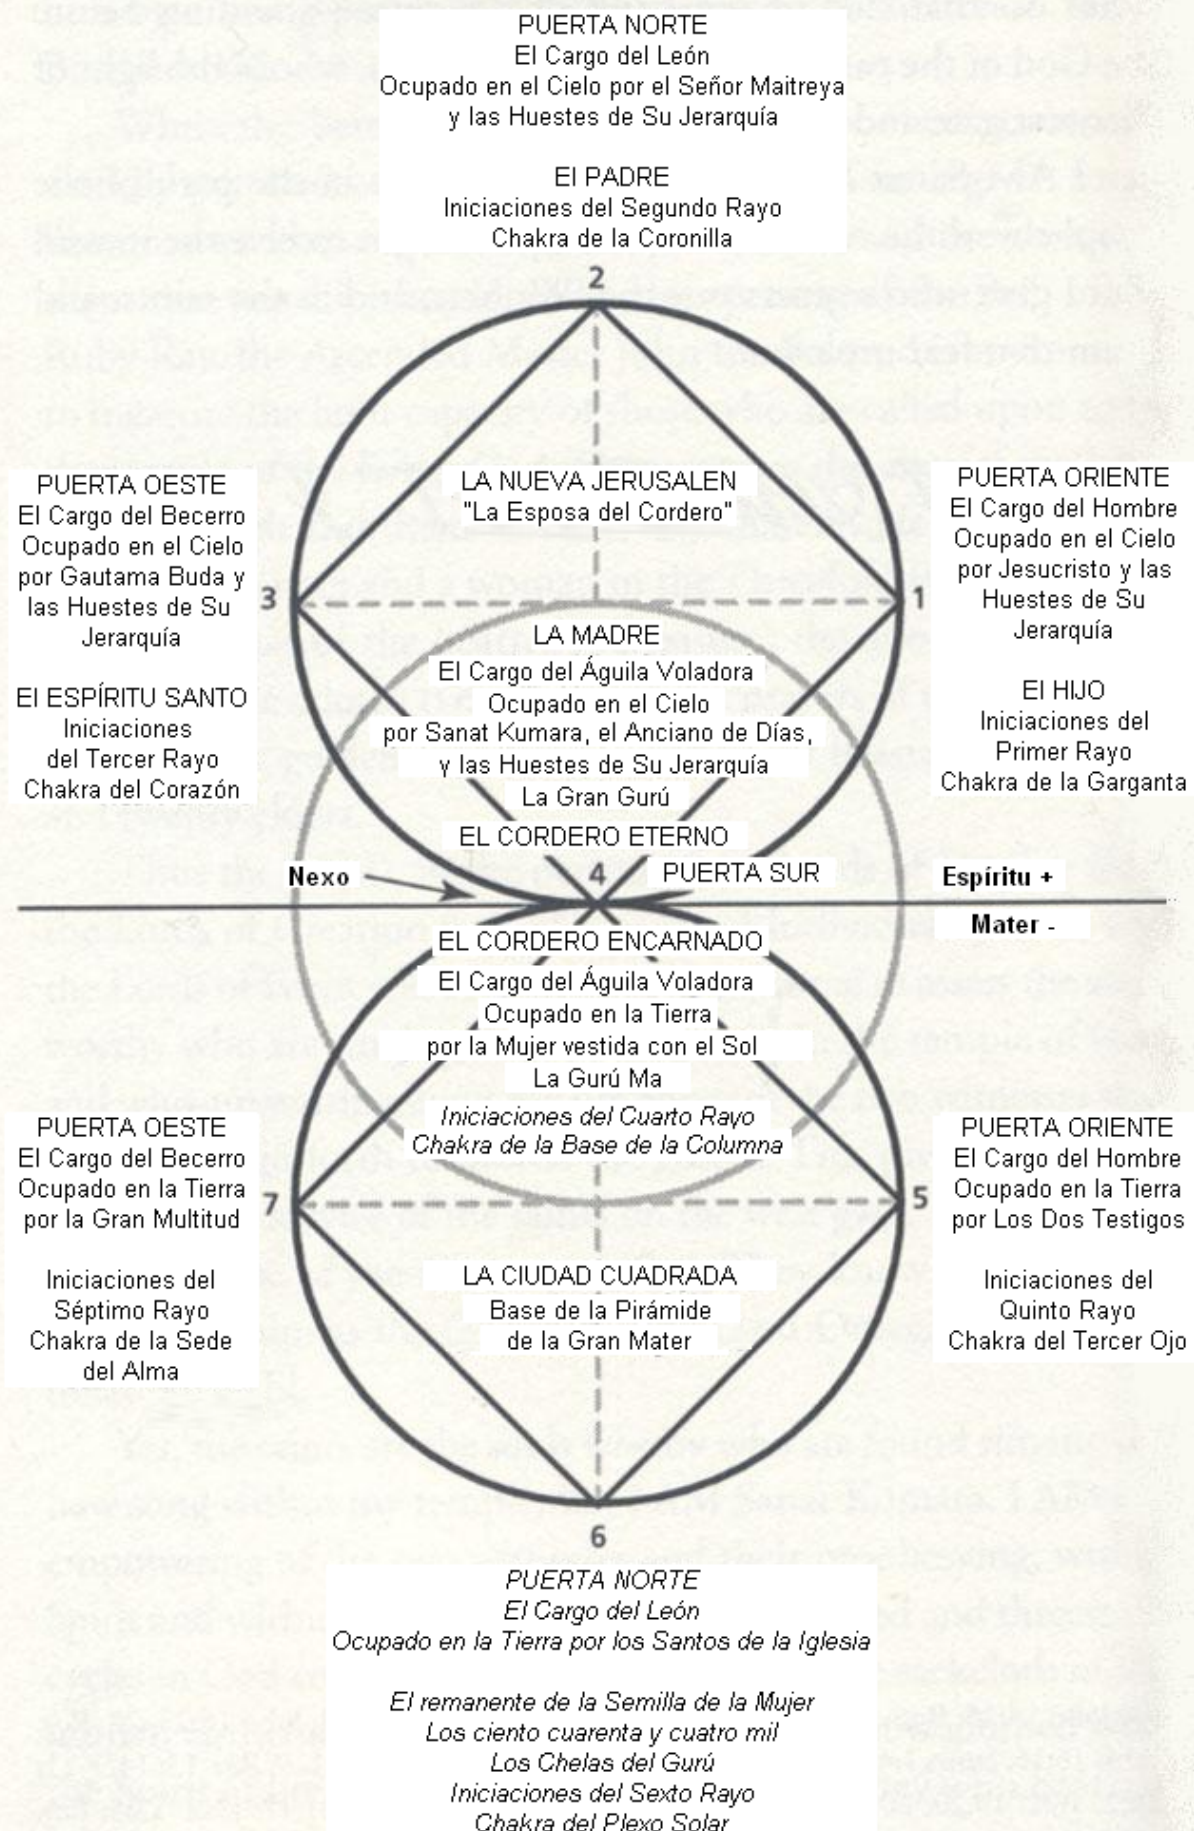 PUERTA NORTE
El Cargo del León
Ocupado en el Cielo por el Señor Maitreya
y las Huestes de Su Jerarquía
El PADRE
Iniciaciones del Segundo Rayo
Chakra de la Coronilla
2
PUERTA OESTE
El Cargo del Becerro
Ocupado en el Cielo
por Gautama Buda y
las Huestes de Su
Jerarquía
El ESPÍRITU SANTO
Iniciaciones
del Tercer Rayo
Chakra del Corazón
3
LA NUEVA JERUSALEN
"La Esposa del Cordero"
LA MADRE
El Cargo del Águila Voladora
Ocupado en el Cielo
por Sanat Kumara, el Anciano de Días,
y las Huestes de Su Jerarquía
La Gran Gurú
EL CORDERO ETERNO
1
PUERTA ORIENTE
El Cargo del Hombre
Ocupado en el Cielo
por Jesucristo y las
Huestes de Su
Jerarquía
El HIJO
Iniciaciones del
Primer Rayo
Chakra de la Garganta
Nexo
4
PUERTA SUR
Espíritu +
Mater -
EL CORDERO ENCARNADO
El Cargo del Águila Voladora
Ocupado en la Tierra
por la Mujer vestida con el Sol
La Gurú Ma
Iniciaciones del Cuarto Rayo
Chakra de la Base de la Columna
PUERTA OESTE
El Cargo del Becerro
Ocupado en la Tierra
por la Gran Multitud
Iniciaciones del
Séptimo Rayo
Chakra de la Sede
del Alma
7
LA CIUDAD CUADRADA
Base de la Pirámide
de la Gran Mater
5
PUERTA ORIENTE
El Cargo del Hombre
Ocupado en la Tierra
por Los Dos Testigos
Iniciaciones del
Quinto Rayo
Chakra del Tercer Ojo
6
PUERTA NORTE
El Cargo del León
Ocupado en la Tierra por los Santos de la Iglesia
El remanente de la Semilla de la Mujer
Los ciento cuarenta y cuatro mil
Los Chelas del Gurú
Iniciaciones del Sexto Rayo
Chakra del Plexo Solar